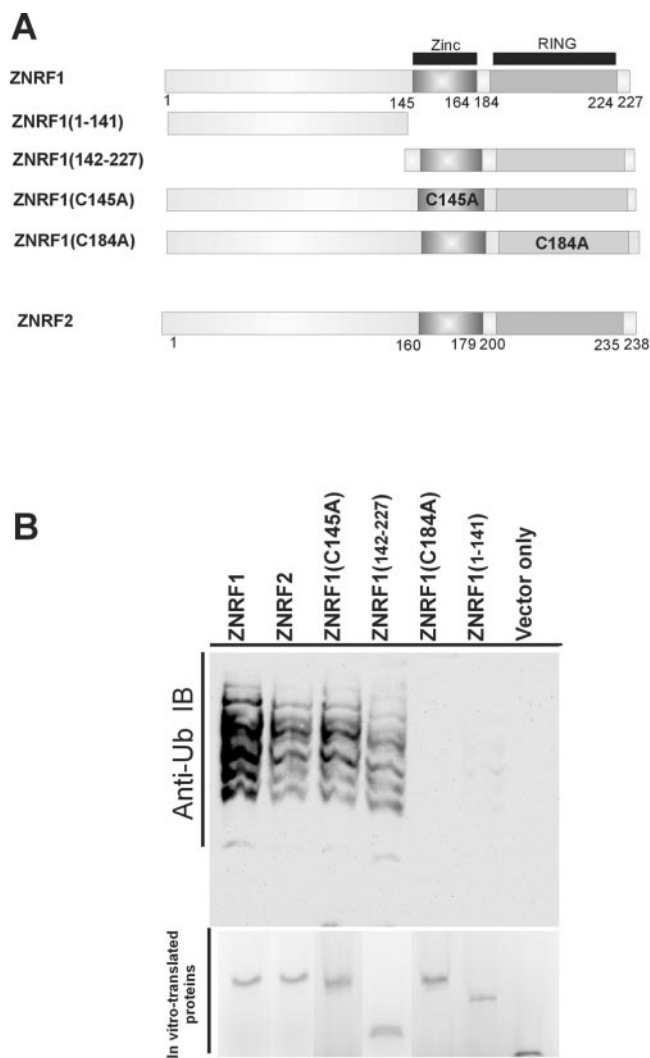 A
Zinc RING
ZNRF1
1 145 164 184 224 227
ZNRF1(1-141)
ZNRF1(142-227)
ZNRF1(C145A) C145A
ZNRF1(C184A) C184A
ZNRF2
1 160 179 200 235 238
B
ZNRF1
ZNRF2
ZNRF1(C145A)
ZNRF1(142-227)
ZNRF1(C184A)
ZNRF1(1-141)
Vector only
Anti-Ub IB
In vitro-translated
proteins